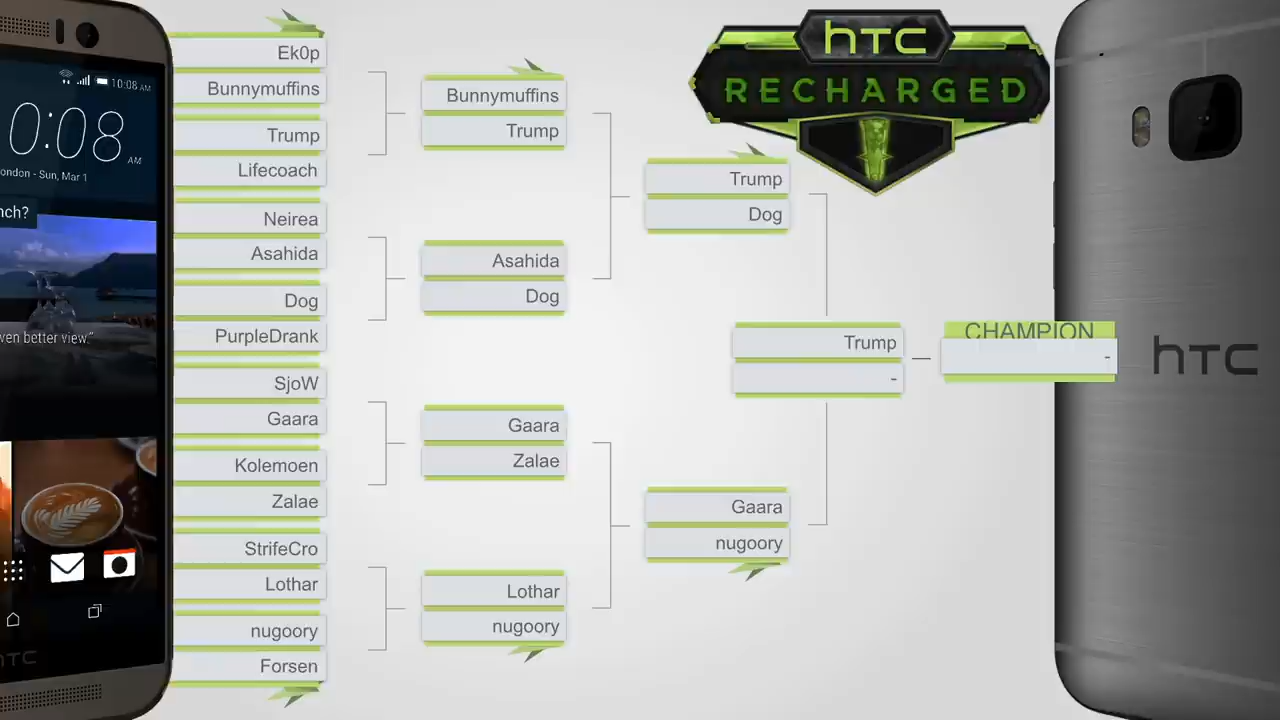 10:08 AM
0:08
AM
ondon - Sun, Mar 1
nch?
ven better view.”
HTC
Ek0p
Bunnymuffins
Trump
Lifecoach
Neirea
Asahida
Dog
PurpleDrank
SjoW
Gaara
Kolemoen
Zalae
StrifeCro
Lothar
nugoory
Forsen
Bunnymuffins
Trump
Asahida
Dog
Gaara
Zalae
Lothar
nugoory
Trump
Dog
Gaara
nugoory
Trump
-
CHAMPION
-
hTC
RECHARGED
hTC